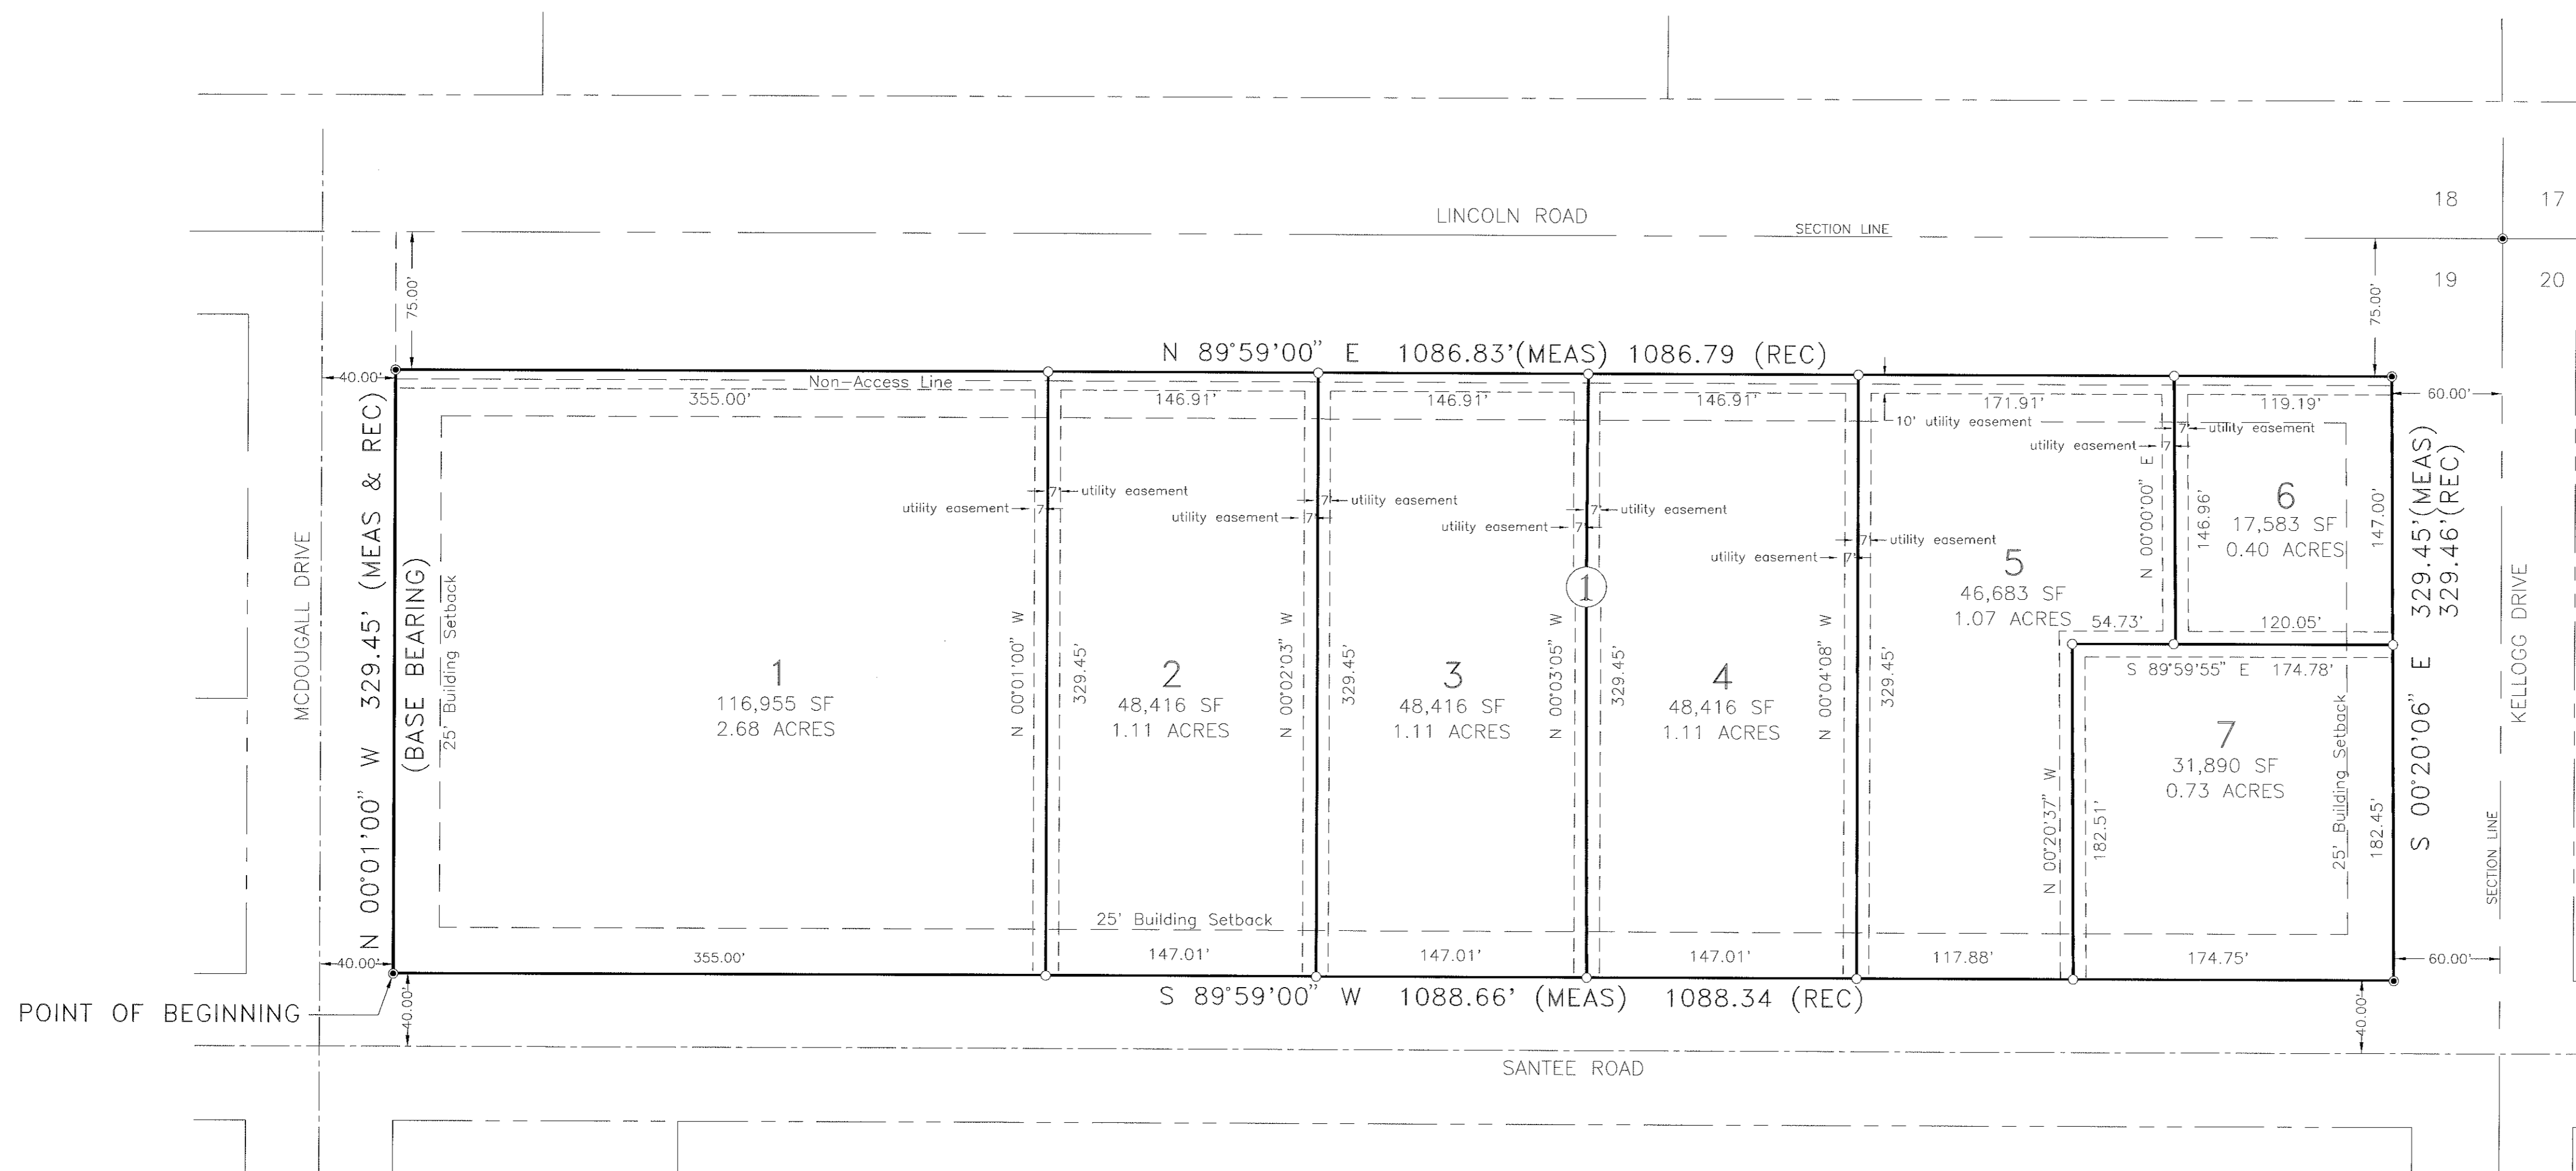 LINCOLN ROAD
SECTION LINE
18 17
19 20
75.00'
75.00'
N 89°59'00" E 1086.83'(MEAS) 1086.79 (REC)
40.00'
60.00'
Non-Access Line
355.00'
146.91'
146.91'
146.91'
171.91'
119.19'
10' utility easement
7' utility easement
utility easement 7'
7' utility easement
utility easement 7'
7' utility easement
utility easement 7'
7' utility easement
utility easement 7'
7' utility easement
utility easement 7'
MCDOUGALL DRIVE
N 00°01'00" W 329.45' (MEAS & REC)
(BASE BEARING)
25' Building Setback
1
116,955 SF
2.68 ACRES
N 00°01'00" W
329.45'
2
48,416 SF
1.11 ACRES
N 00°02'03" W
329.45'
3
48,416 SF
1.11 ACRES
N 00°03'05" W
1
329.45'
4
48,416 SF
1.11 ACRES
N 00°04'08" W
329.45'
5
46,683 SF
1.07 ACRES
54.73'
N 00°00'00" E
146.96'
6
17,583 SF
0.40 ACRES
147.00'
120.05'
S 89°59'55" E 174.78'
7
31,890 SF
0.73 ACRES
N 00°20'37" W
182.51'
25' Building Setback
182.45'
S 00°20'06" E 329.45'(MEAS)
329.46'(REC)
KELLOGG DRIVE
SECTION LINE
25' Building Setback
40.00'
355.00'
147.01'
147.01'
147.01'
117.88'
174.75'
60.00'
S 89°59'00" W 1088.66' (MEAS) 1088.34 (REC)
POINT OF BEGINNING
40.00'
40.00'
SANTEE ROAD